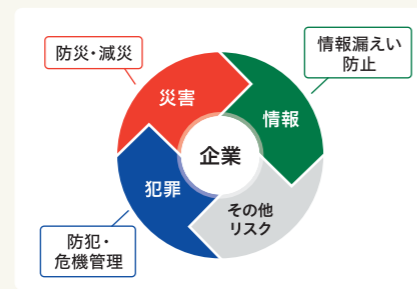 防災・減災
情報漏えい
防止
災害
情報
企業
犯罪
その他
リスク
防犯・
危機管理